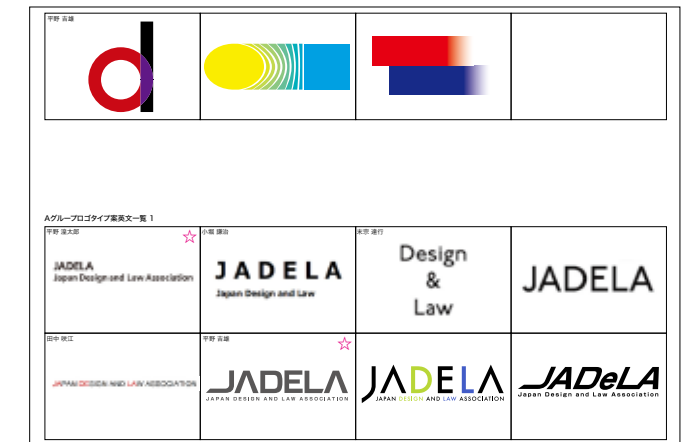 平野 吉雄
Aグループロゴタイプ案英文一覧 1
平野 湟太郎
JADELA
Japan Design and Law Association
小堀 謙治
JADELA
Japan Design and Law
末宗 達行
Design
&
Law
JADELA
田中 咲江
JAPAN DESIGN AND LAW ASSOCIATION
平野 吉雄
JADELA
JAPAN DESIGN AND LAW ASSOCIATION
JADELA
JAPAN DESIGN AND LAW ASSOCIATION
JADeLA
Japan Design and Law Association